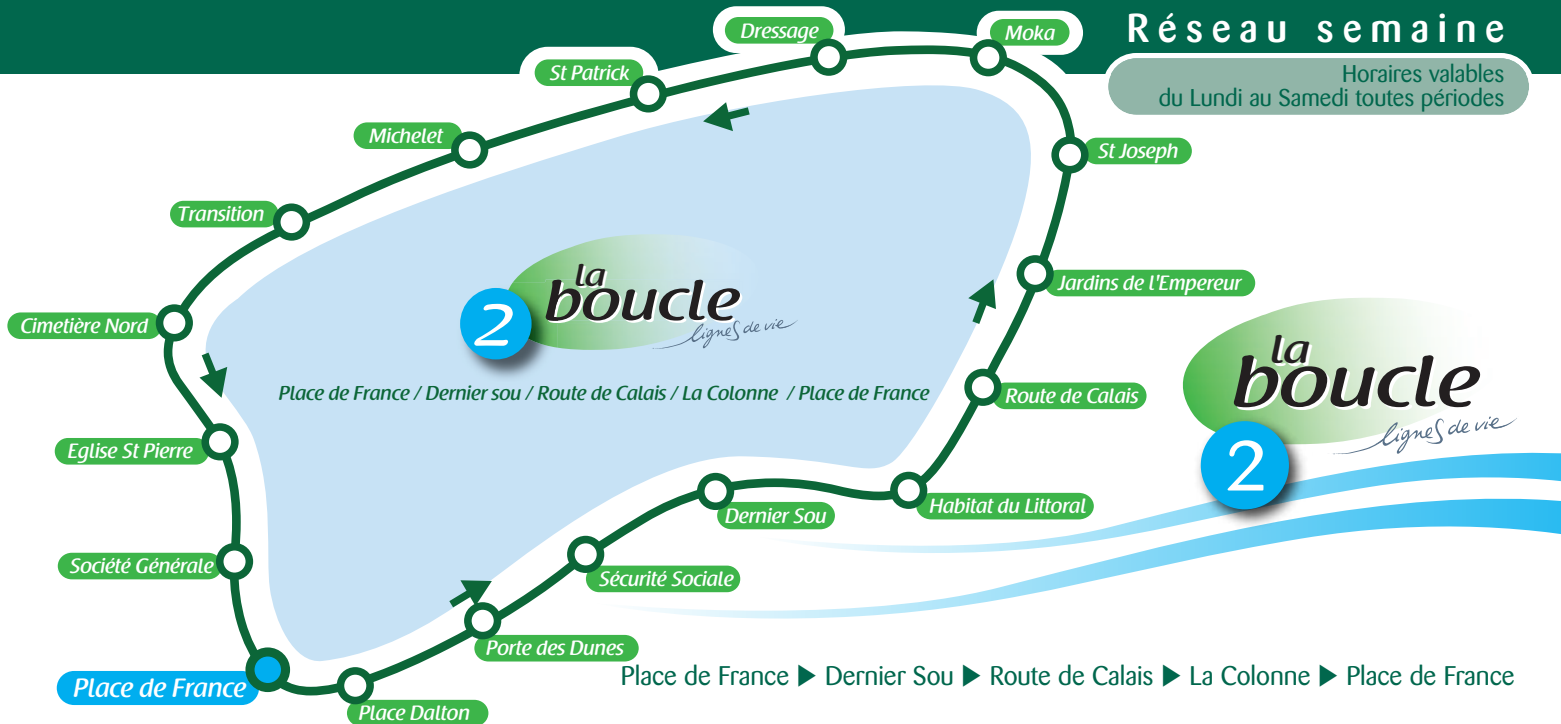 Réseau semaine
Horaires valables
du Lundi au Samedi toutes périodes
Dressage
Moka
St Patrick
Michelet
St Joseph
Transition
Jardins de l'Empereur
Cimetière Nord
2
la
boucle
lignes de vie
Place de France / Dernier sou / Route de Calais / La Colonne / Place de France
Route de Calais
la
boucle
lignes de vie
2
Eglise St Pierre
Habitat du Littoral
Dernier Sou
Société Générale
Sécurité Sociale
Porte des Dunes
Place de France
Place Dalton
Place de France ▶ Dernier Sou ▶ Route de Calais ▶ La Colonne ▶ Place de France